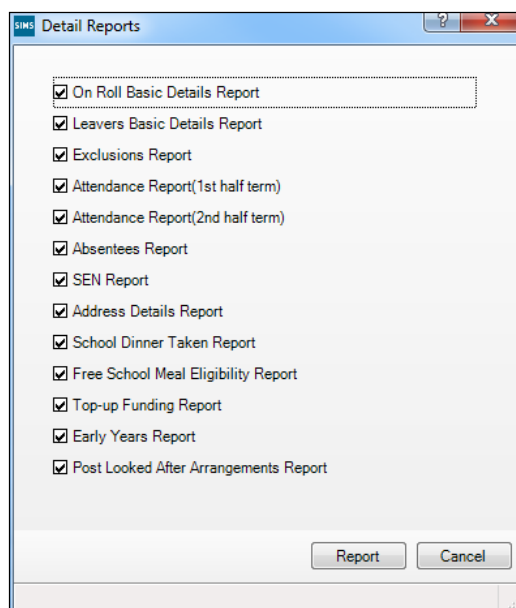 SIMS Detail Reports ? X
On Roll Basic Details Report
Leavers Basic Details Report
Exclusions Report
Attendance Report(1st half term)
Attendance Report(2nd half term)
Absentees Report
SEN Report
Address Details Report
School Dinner Taken Report
Free School Meal Eligibility Report
Top-up Funding Report
Early Years Report
Post Looked After Arrangements Report
Report Cancel